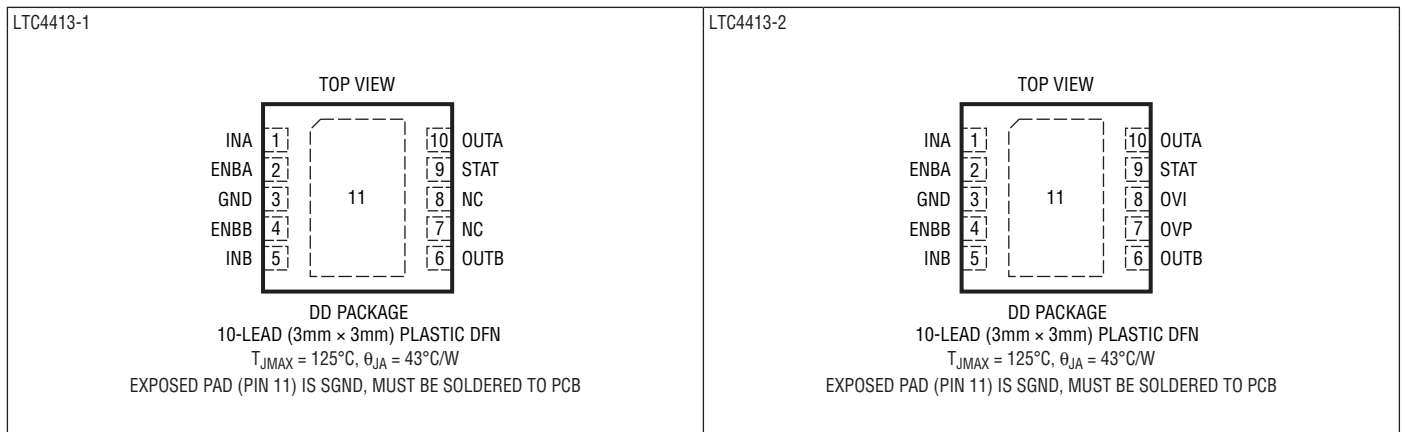 LTC4413-1
TOP VIEW
INA 1
ENBA 2
GND 3
ENBB 4
INB 5
11
10 OUTA
9 STAT
8 NC
7 NC
6 OUTB
DD PACKAGE
10-LEAD (3mm × 3mm) PLASTIC DFN
TJMAX = 125°C, θJA = 43°C/W
EXPOSED PAD (PIN 11) IS SGND, MUST BE SOLDERED TO PCB
LTC4413-2
TOP VIEW
INA 1
ENBA 2
GND 3
ENBB 4
INB 5
11
10 OUTA
9 STAT
8 OVI
7 OVP
6 OUTB
DD PACKAGE
10-LEAD (3mm × 3mm) PLASTIC DFN
TJMAX = 125°C, θJA = 43°C/W
EXPOSED PAD (PIN 11) IS SGND, MUST BE SOLDERED TO PCB